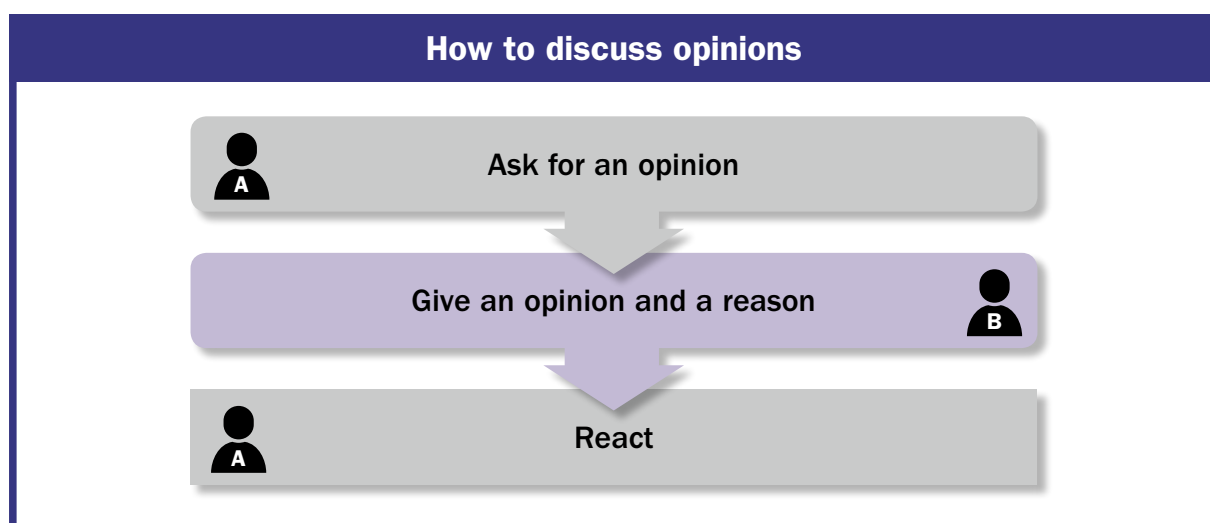 How to discuss opinions
A
Ask for an opinion
Give an opinion and a reason
B
A
React